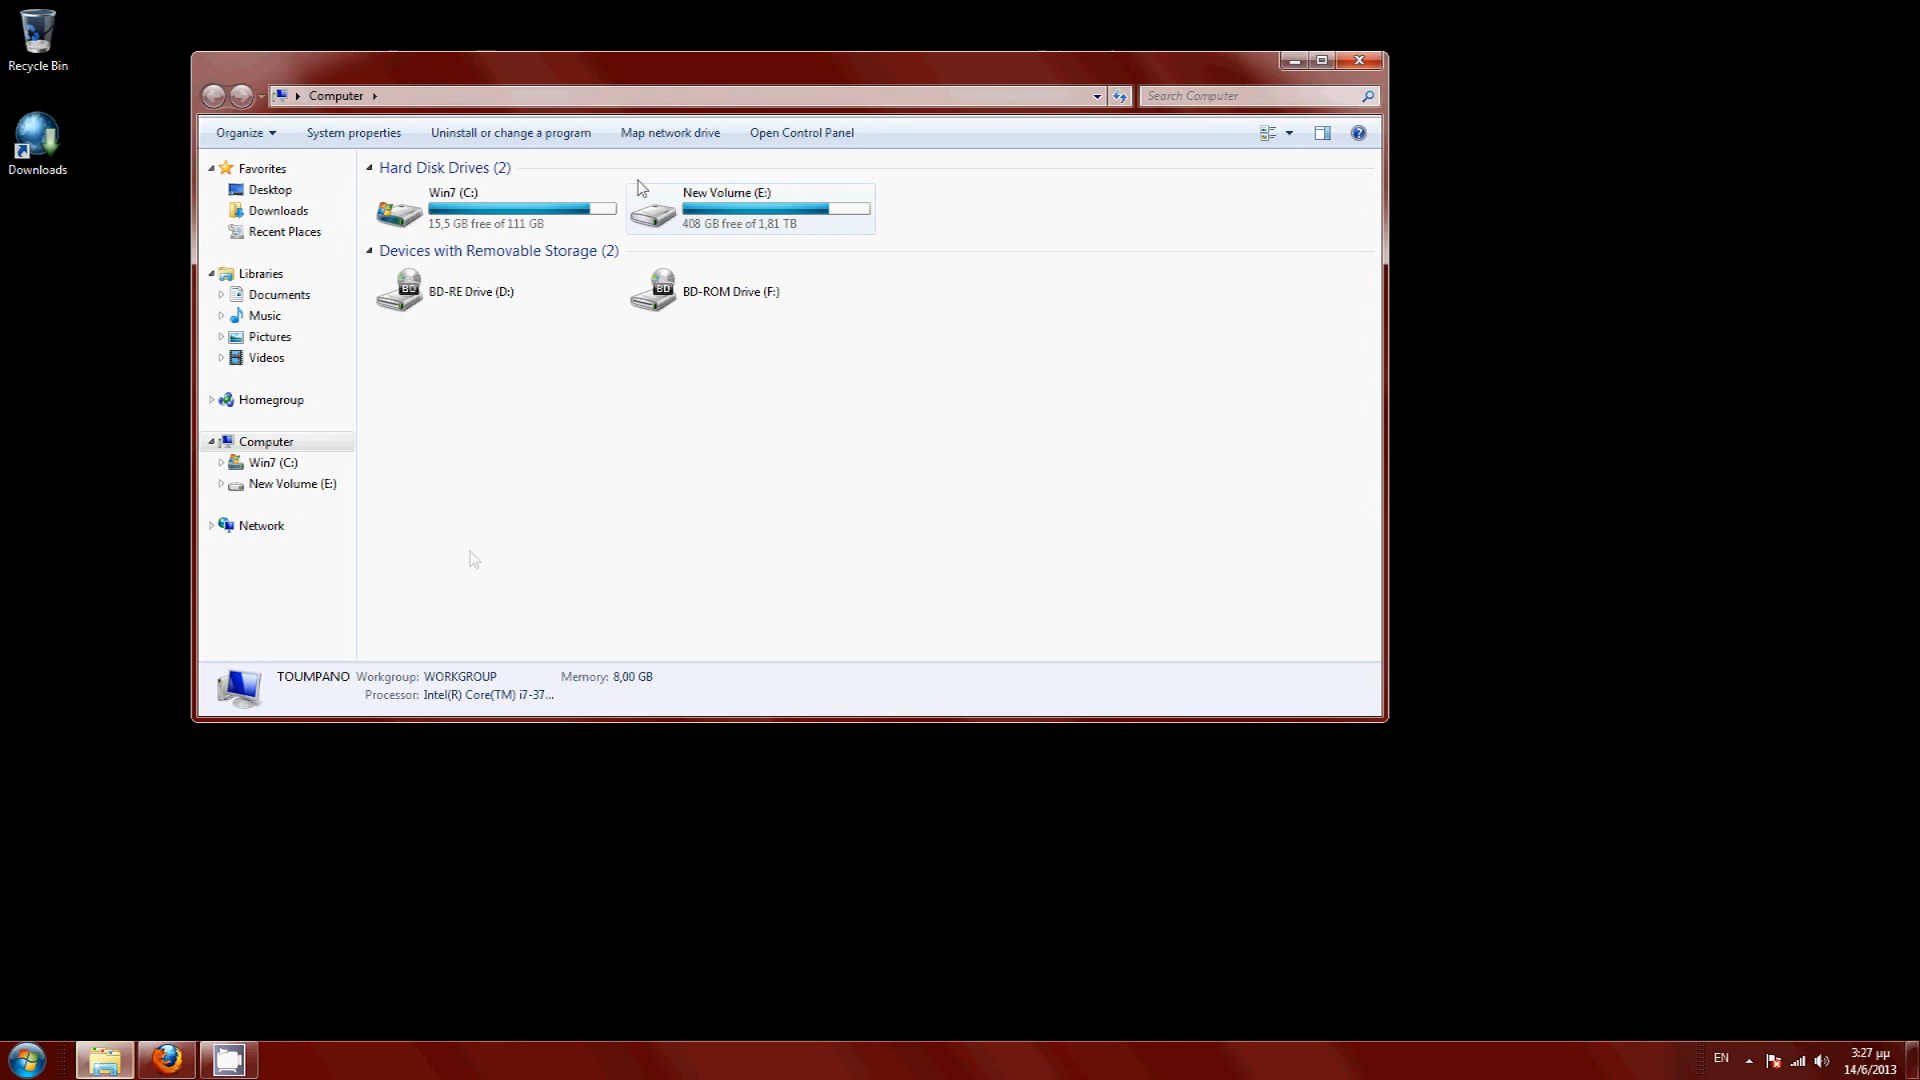 Recycle Bin
Downloads
Computer
Search Computer
Organize
System properties
Uninstall or change a program
Map network drive
Open Control Panel
Favorites
Desktop
Downloads
Recent Places
Libraries
Documents
Music
Pictures
Videos
Homegroup
Computer
Win7 (C:)
New Volume (E:)
Network
Hard Disk Drives (2)
Win7 (C:)
15,5 GB free of 111 GB
New Volume (E:)
408 GB free of 1,81 TB
Devices with Removable Storage (2)
BD
BD-RE Drive (D:)
BD
BD-ROM Drive (F:)
TOUMPANO Workgroup: WORKGROUP Memory: 8,00 GB
Processor: Intel(R) Core(TM) i7-37...
EN
3:27 μμ
14/6/2013